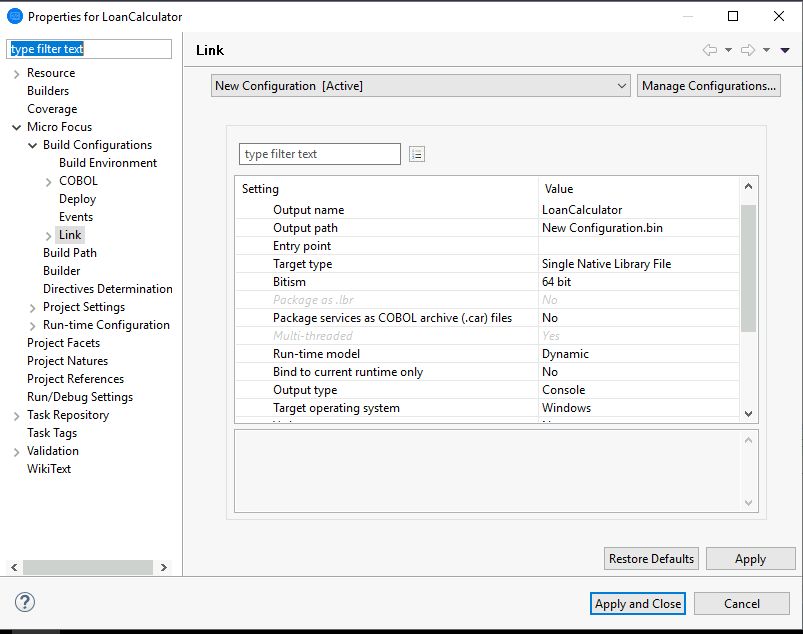 Properties for LoanCalculator
type filter text
Resource
Builders
Coverage
Micro Focus
Build Configurations
Build Environment
COBOL
Deploy
Events
Link
Build Path
Builder
Directives Determination
Project Settings
Run-time Configuration
Project Facets
Project Natures
Project References
Run/Debug Settings
Task Repository
Task Tags
Validation
WikiText
Link
New Configuration [Active]
Manage Configurations...
type filter text
Setting Value
Output name LoanCalculator
Output path New Configuration.bin
Entry point
Target type Single Native Library File
Bitism 64 bit
Package as .lbr No
Package services as COBOL archive (.car) files No
Multi-threaded Yes
Run-time model Dynamic
Bind to current runtime only No
Output type Console
Target operating system Windows
Restore Defaults Apply
Apply and Close Cancel